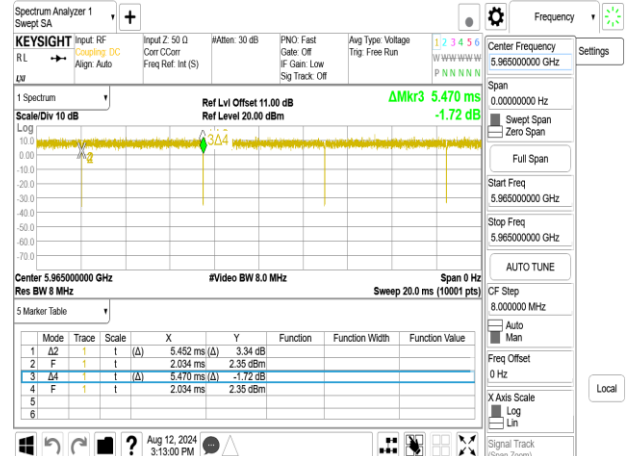 Spectrum Analyzer 1
Swept SA
+
Frequency
KEYSIGHT
RL
Input: RF
Coupling: DC
Align: Auto
Input Z: 50 Ω
Corr CCorr
Freq Ref: Int (S)
#Atten: 30 dB
PNO: Fast
Gate: Off
IF Gain: Low
Sig Track: Off
Avg Type: Voltage
Trig: Free Run
1 2 3 4 5 6
W W W W W W
P N N N N N
1 Spectrum
Scale/Div 10 dB
Ref Lvl Offset 11.00 dB
Ref Level 20.00 dBm
ΔMkr3 5.470 ms
-1.72 dB
Log
10.0
0.00
-10.0
-20.0
-30.0
-40.0
-50.0
-60.0
-70.0
2
3Δ4
Center 5.965000000 GHz
Res BW 8 MHz
#Video BW 8.0 MHz
Span 0 Hz
Sweep 20.0 ms (10001 pts)
5 Marker Table
Mode Trace Scale X Y Function Function Width Function Value
1 Δ2 1 t (Δ) 5.452 ms (Δ) 3.34 dB
2 F 1 t 2.034 ms 2.35 dBm
3 Δ4 1 t (Δ) 5.470 ms (Δ) -1.72 dB
4 F 1 t 2.034 ms 2.35 dBm
5
6
?
Aug 12, 2024
3:13:00 PM
Center Frequency
5.965000000 GHz
Settings
Span
0.00000000 Hz
Swept Span
Zero Span
Full Span
Start Freq
5.965000000 GHz
Stop Freq
5.965000000 GHz
AUTO TUNE
CF Step
8.000000 MHz
Auto
Man
Freq Offset
0 Hz
Local
X Axis Scale
Log
Lin
Signal Track
(Span Zoom)